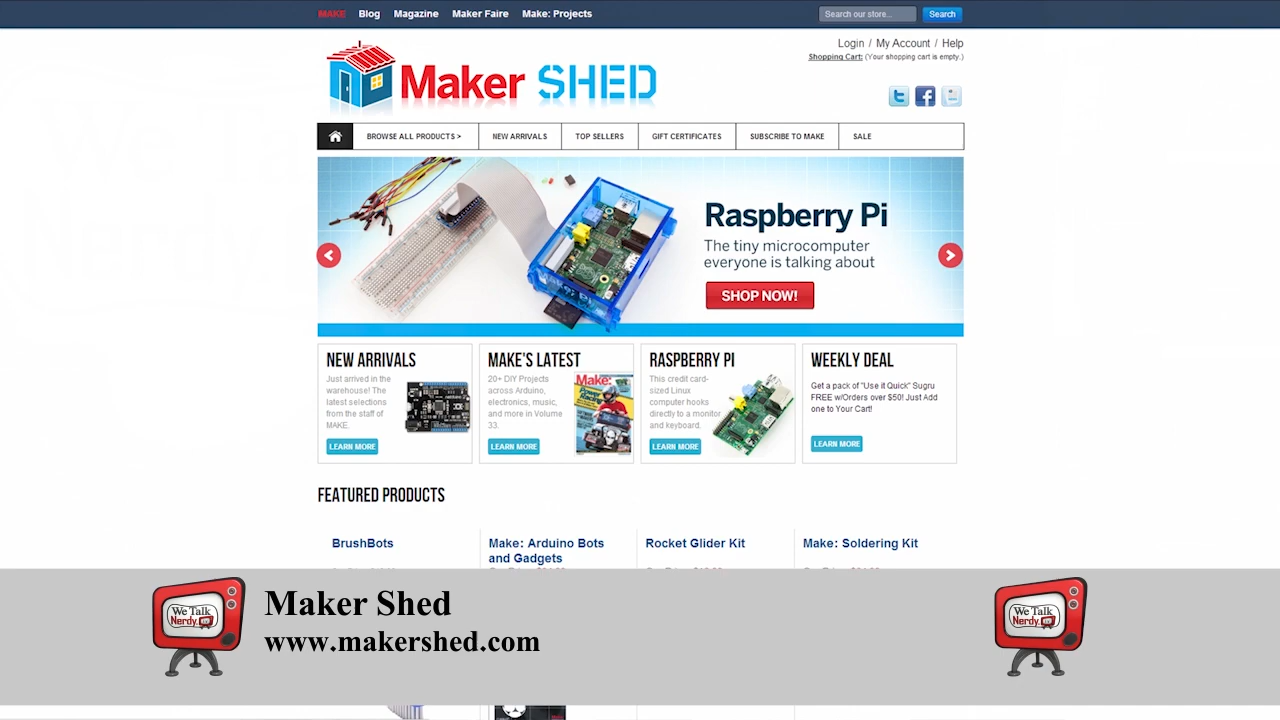 MAKE Blog Magazine Maker Faire Make: Projects Search our store... Search
Login / My Account / Help
Shopping Cart: (Your shopping cart is empty.)
Maker SHED
BROWSE ALL PRODUCTS > NEW ARRIVALS TOP SELLERS GIFT CERTIFICATES SUBSCRIBE TO MAKE SALE
Raspberry Pi
The tiny microcomputer
everyone is talking about
SHOP NOW!
NEW ARRIVALS
Just arrived in the
warehouse! The
latest selections
from the staff of
MAKE.
LEARN MORE
MAKE'S LATEST
20+ DIY Projects
across Arduino,
electronics, music,
and more in Volume
33.
LEARN MORE
Make:
RASPBERRY PI
This credit card-
sized Linux
computer hooks
directly to a monitor
and keyboard.
LEARN MORE
WEEKLY DEAL
Get a pack of "Use it Quick" Sugru
FREE w/Orders over $50! Just Add
one to Your Cart!
LEARN MORE
FEATURED PRODUCTS
BrushBots
Make: Arduino Bots
and Gadgets
Rocket Glider Kit
Make: Soldering Kit
We Talk
Nerdy
Maker Shed
www.makershed.com
We Talk
Nerdy